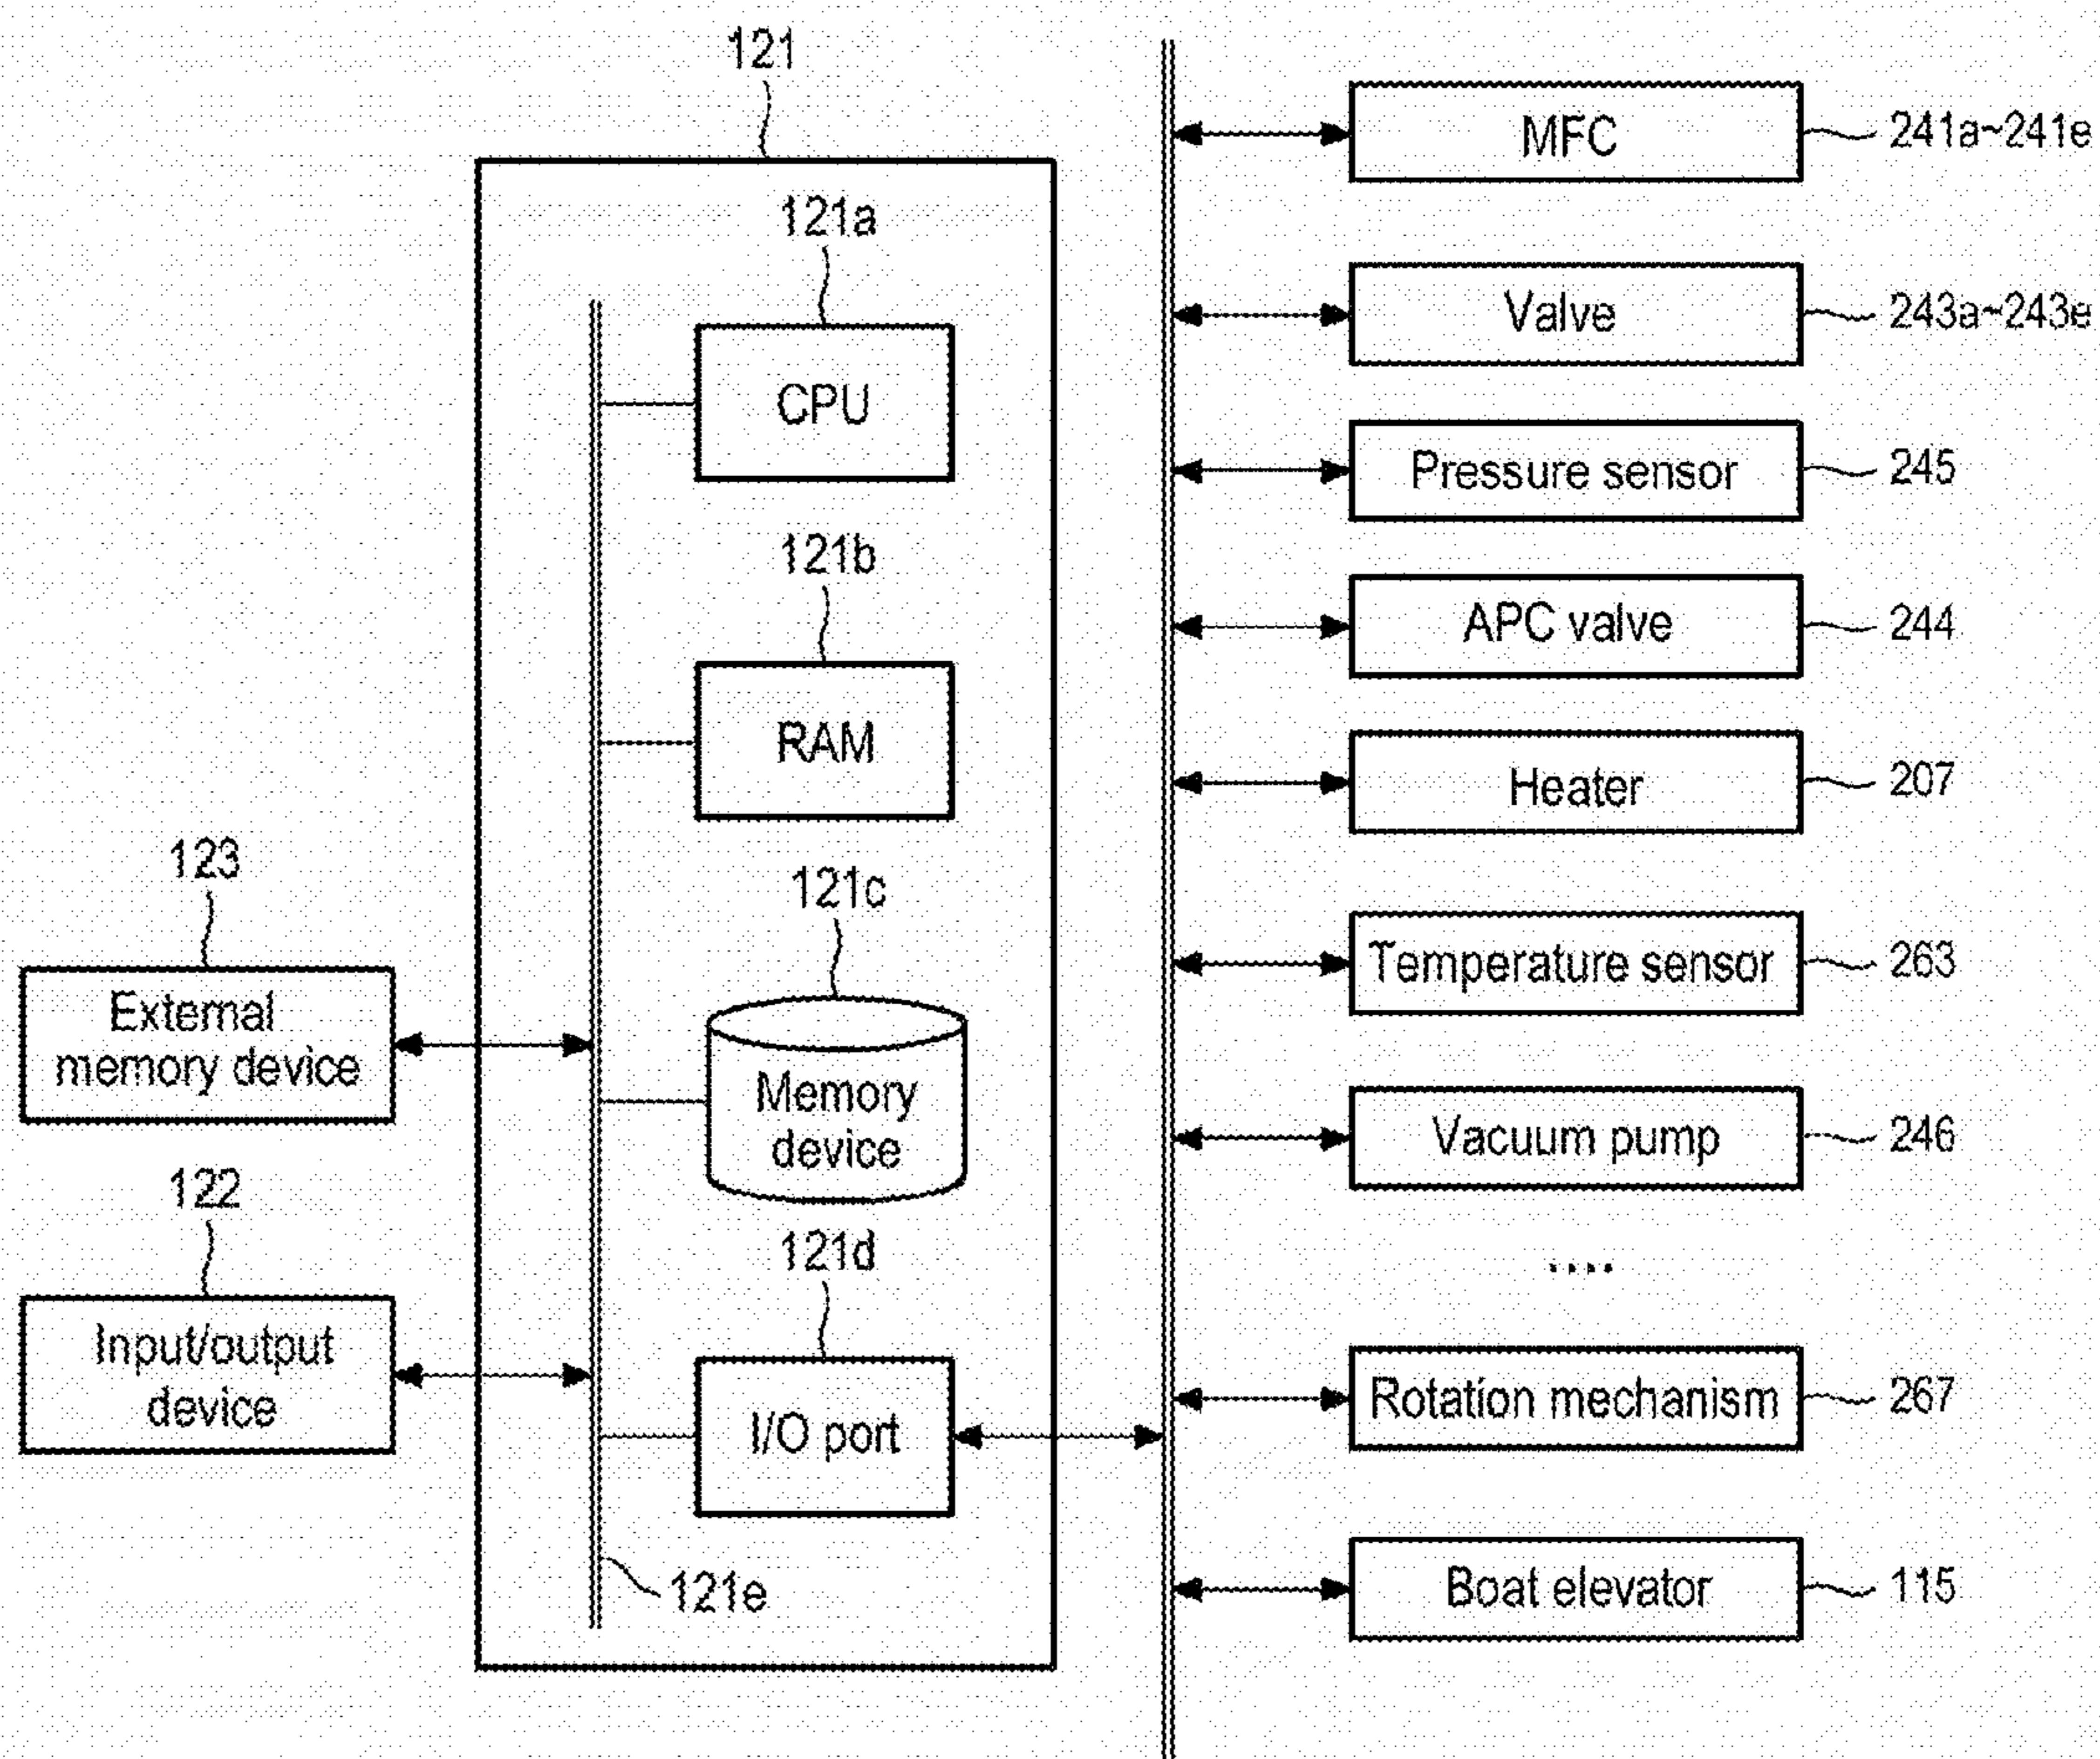 121
121a
CPU
121b
RAM
121c
Memory
device
121d
I/O port
121e
123
External
memory device
122
Input/output
device
MFC
241a~241e
Valve
243a~243e
Pressure sensor
245
APC valve
244
Heater
207
Temperature sensor
263
Vacuum pump
246
....
Rotation mechanism
267
Boat elevator
115